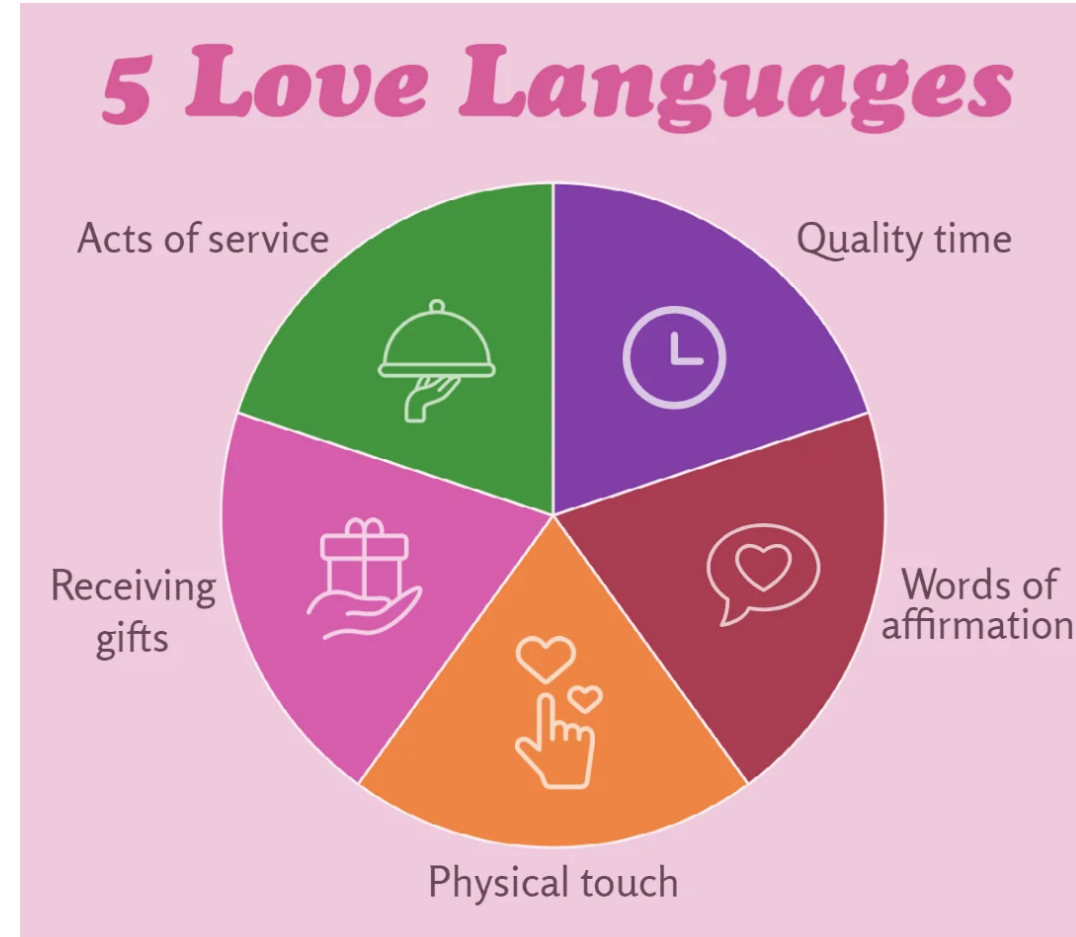 5 Love Languages
Acts of service
Quality time
Receiving
gifts
Words of
affirmation
Physical touch